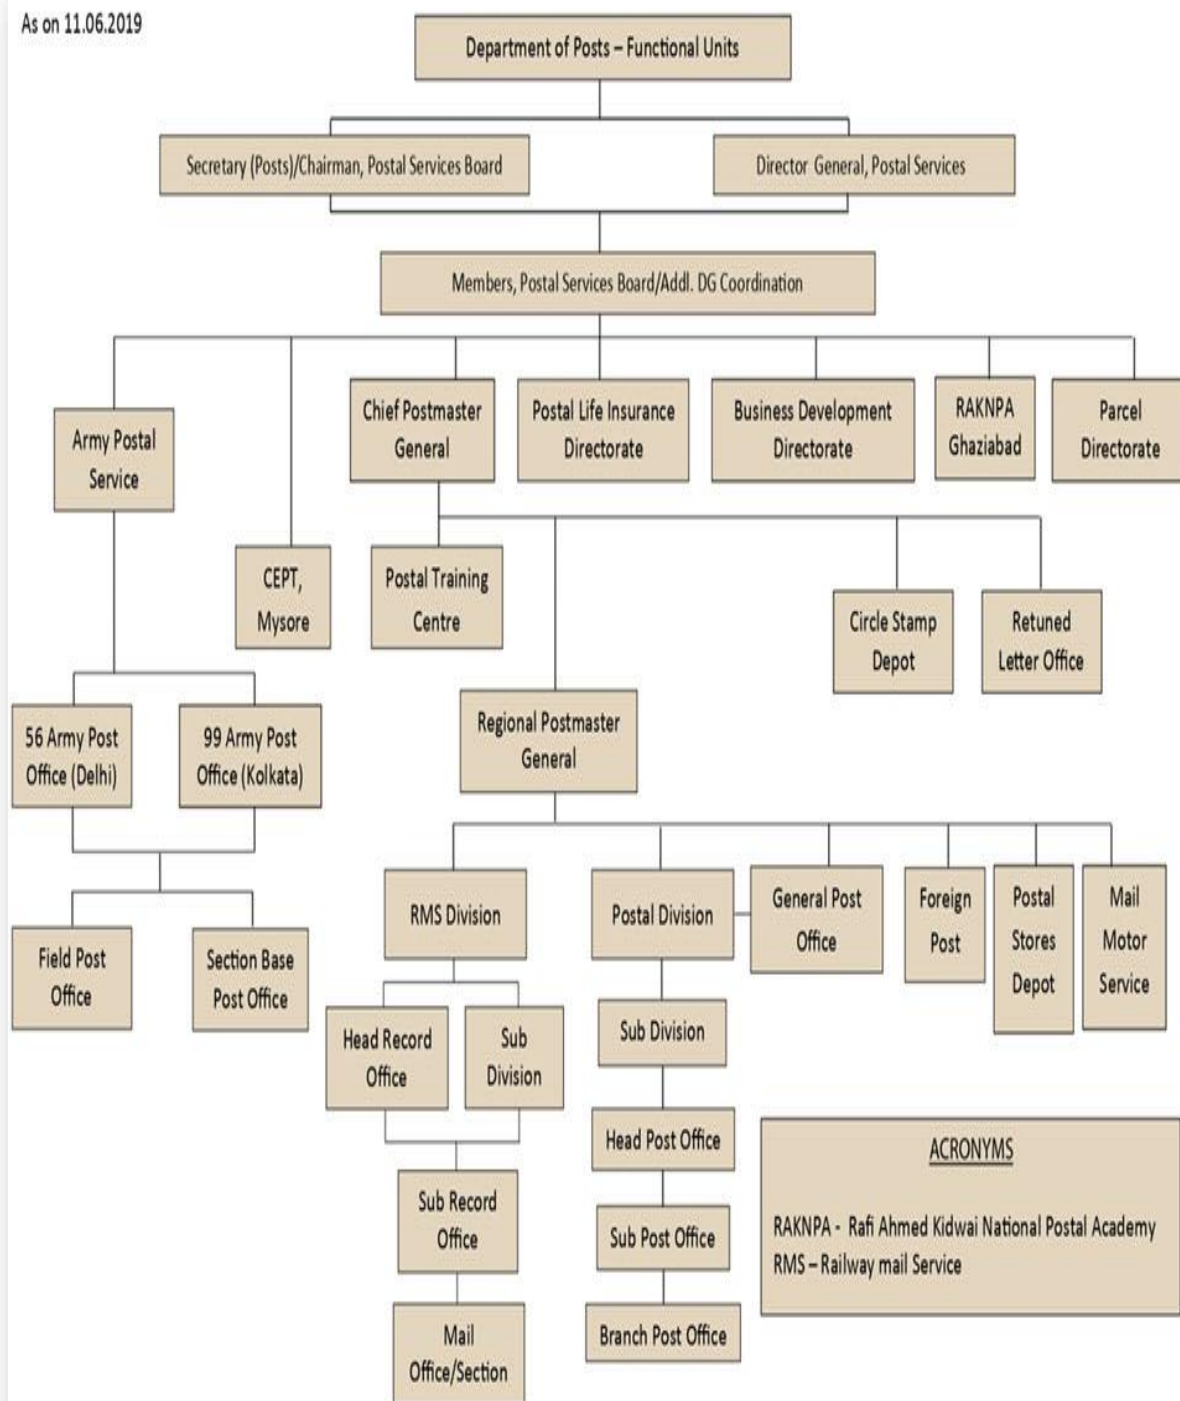 As on 11.06.2019
Department of Posts – Functional Units
Secretary (Posts)/Chairman, Postal Services Board
Director General, Postal Services
Members, Postal Services Board/Addl. DG Coordination
Army Postal
Service
CEPT,
Mysore
Chief Postmaster
General
Postal Life Insurance
Directorate
Business Development
Directorate
RAKNPA
Ghaziabad
Parcel
Directorate
Postal Training
Centre
Circle Stamp
Depot
Retuned
Letter Office
56 Army Post
Office (Delhi)
99 Army Post
Office (Kolkata)
Regional Postmaster
General
Field Post
Office
Section Base
Post Office
RMS Division
Postal Division
General Post
Office
Foreign
Post
Postal
Stores
Depot
Mail
Motor
Service
Head Record
Office
Sub
Division
Sub Division
Head Post Office
Sub Record
Office
Sub Post Office
Mail
Office/Section
Branch Post Office
ACRONYMS
RAKNPA - Rafi Ahmed Kidwai National Postal Academy
RMS – Railway mail Service